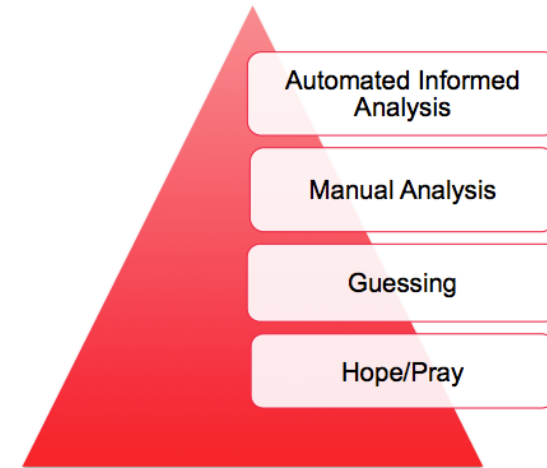 Automated Informed
Analysis
Manual Analysis
Guessing
Hope/Pray